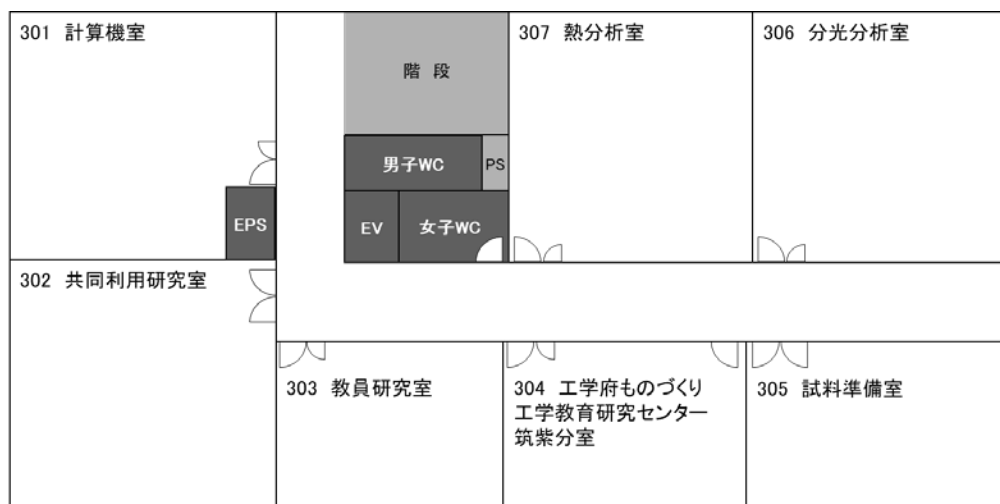 301 計算機室
階 段
307 熱分析室
306 分光分析室
男子WC
PS
EPS
EV
女子WC
302 共同利用研究室
303 教員研究室
304 工学府ものづくり
工学教育研究センター
筑紫分室
305 試料準備室